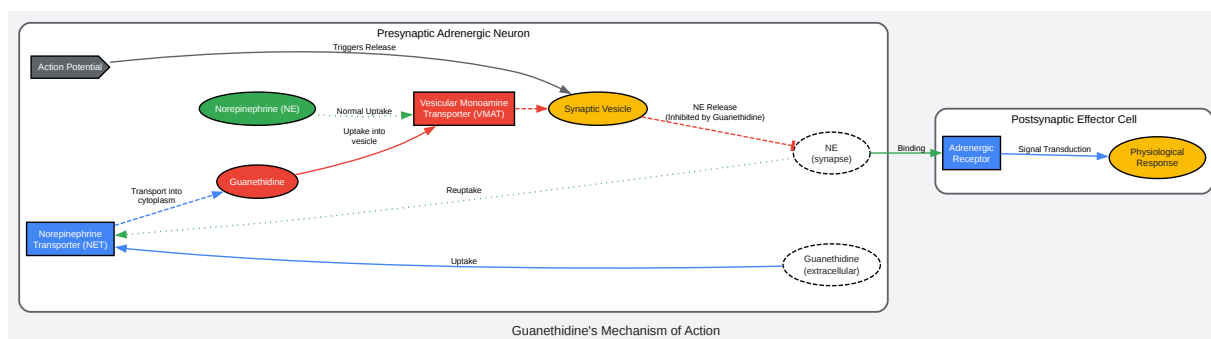 Presynaptic Adrenergic Neuron
Triggers Release
Action Potential
Norepinephrine (NE)
Normal Uptake
Vesicular Monoamine
Transporter (VMAT)
Synaptic Vesicle
NE Release
(Inhibited by Guanethidine)
Uptake into
vesicle
NE
(synapse)
Binding
Postsynaptic Effector Cell
Adrenergic
Receptor
Signal Transduction
Physiological
Response
Guanethidine
Transport into
cytoplasm
Reuptake
Norepinephrine
Transporter (NET)
Uptake
Guanethidine
(extracellular)
Guanethidine's Mechanism of Action